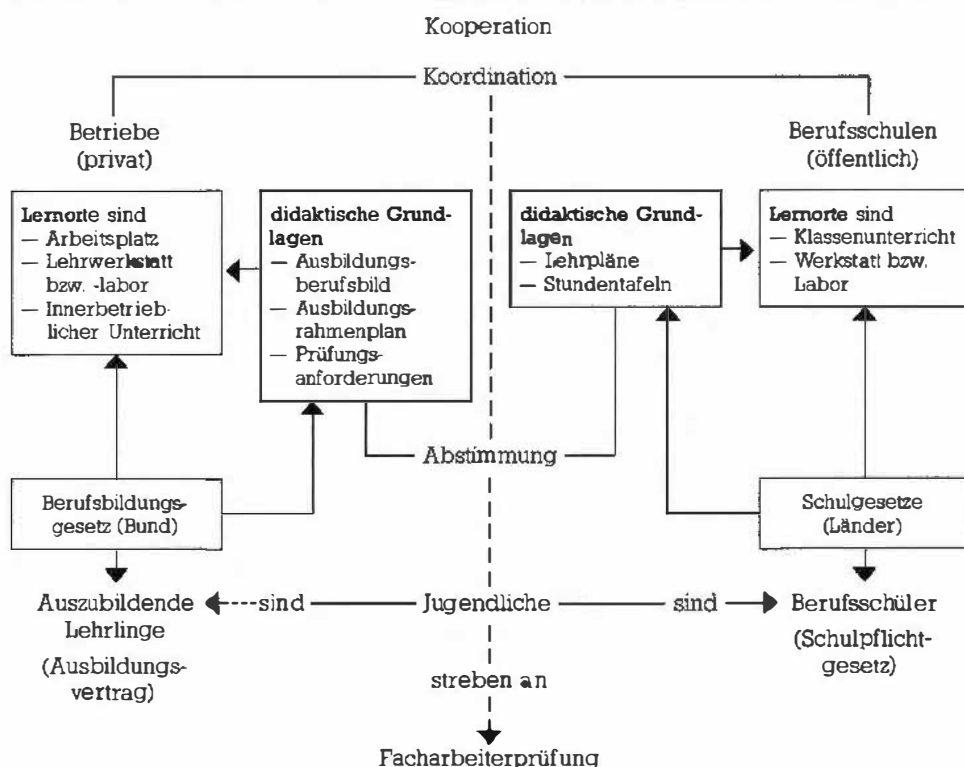 Kooperation
Koordination
Betriebe
(privat)
Berufsschulen
(öffentlich)
Lernorte sind
— Arbeitsplatz
— Lehrwerkstatt
bzw. -labor
— Innerbetrieb-
licher Unterricht
didaktische Grund-
lagen
— Ausbildungs-
berufsbild
— Ausbildungs-
rahmenplan
— Prüfungs-
anforderungen
didaktische Grund-
lagen
— Lehrpläne
— Stundentafeln
Lernorte sind
— Klassenunterricht
— Werkstatt bzw.
Labor
Abstimmung
Berufsbildungs-
gesetz (Bund)
Schulgesetze
(Länder)
Auszubildende
Lehrlinge
(Ausbildungs-
vertrag)
sind
Jugendliche
sind
Berufsschüler
(Schulpflicht-
gesetz)
streben an
Facharbeiterprüfung